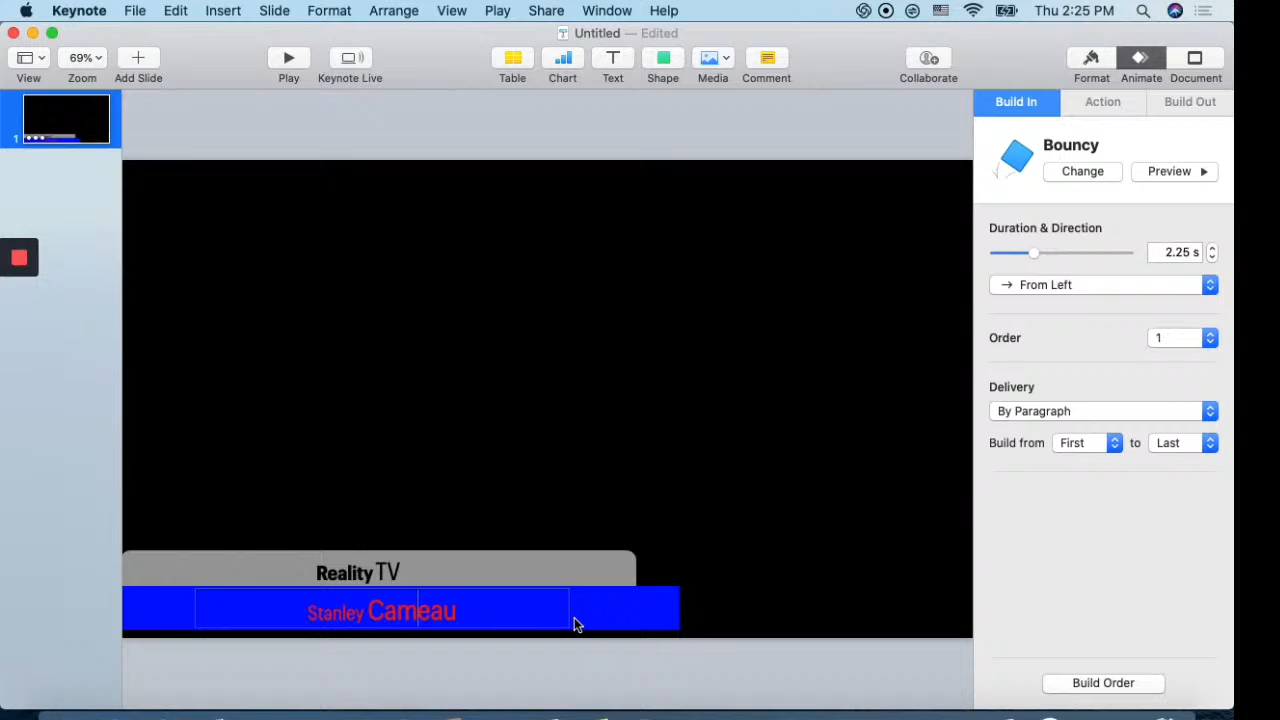 Keynote File Edit Insert Slide Format Arrange View Play Share Window Help Thu 2:25 PM
Untitled — Edited
69%
View Zoom Add Slide Play Keynote Live Table Chart Text Shape Media Comment Collaborate Format Animate Document
Build In Action Build Out
1
Bouncy
Change Preview
Duration & Direction
2.25 s
From Left
Order 1
Delivery
By Paragraph
Build from First to Last
Reality TV
Stanley Cameau
Build Order